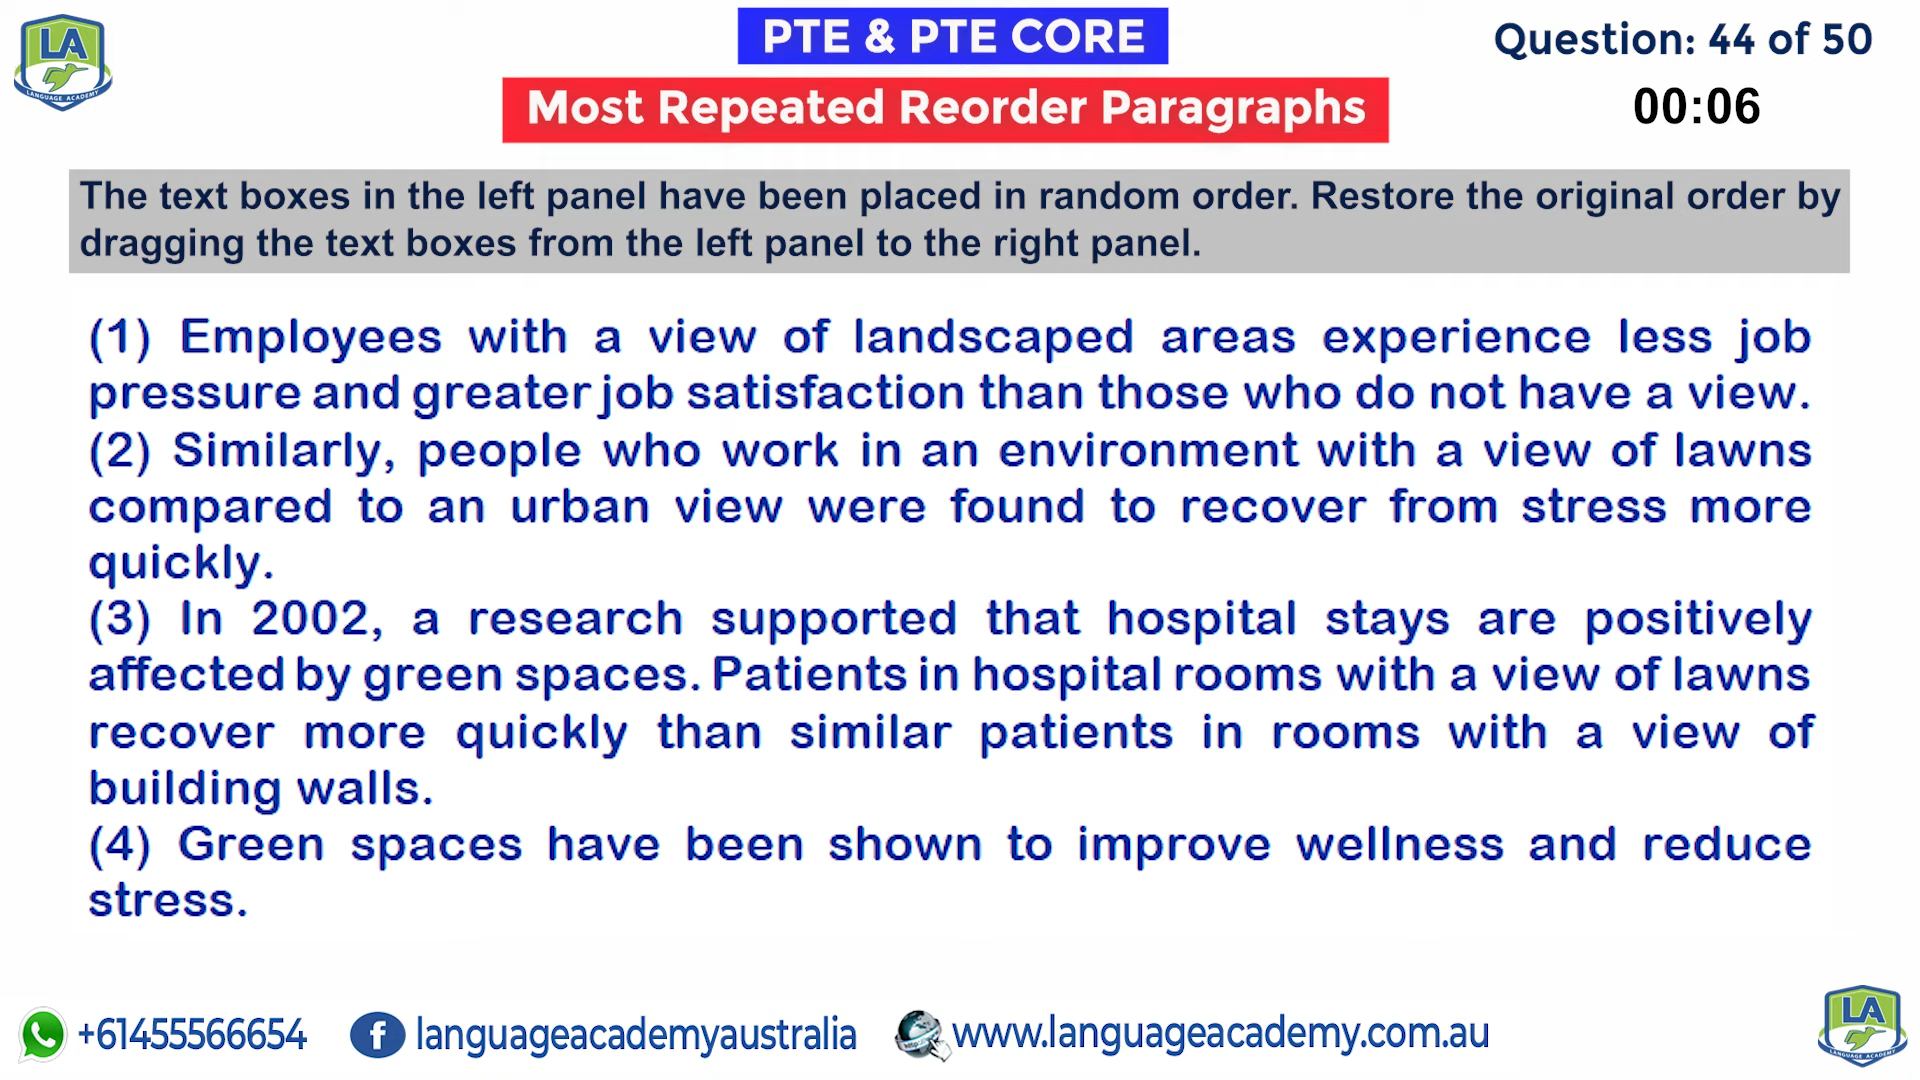 PTE & PTE CORE
Question: 44 of 50
Most Repeated Reorder Paragraphs
00:06
LA
LANGUAGE ACADEMY
The text boxes in the left panel have been placed in random order. Restore the original order by
dragging the text boxes from the left panel to the right panel.
(1) Employees with a view of landscaped areas experience less job
pressure and greater job satisfaction than those who do not have a view.
(2) Similarly, people who work in an environment with a view of lawns
compared to an urban view were found to recover from stress more
quickly.
(3) In 2002, a research supported that hospital stays are positively
affected by green spaces. Patients in hospital rooms with a view of lawns
recover more quickly than similar patients in rooms with a view of
building walls.
(4) Green spaces have been shown to improve wellness and reduce
stress.
+61455566654
languageacademyaustralia
http://
www.languageacademy.com.au
LA
LANGUAGE ACADEMY